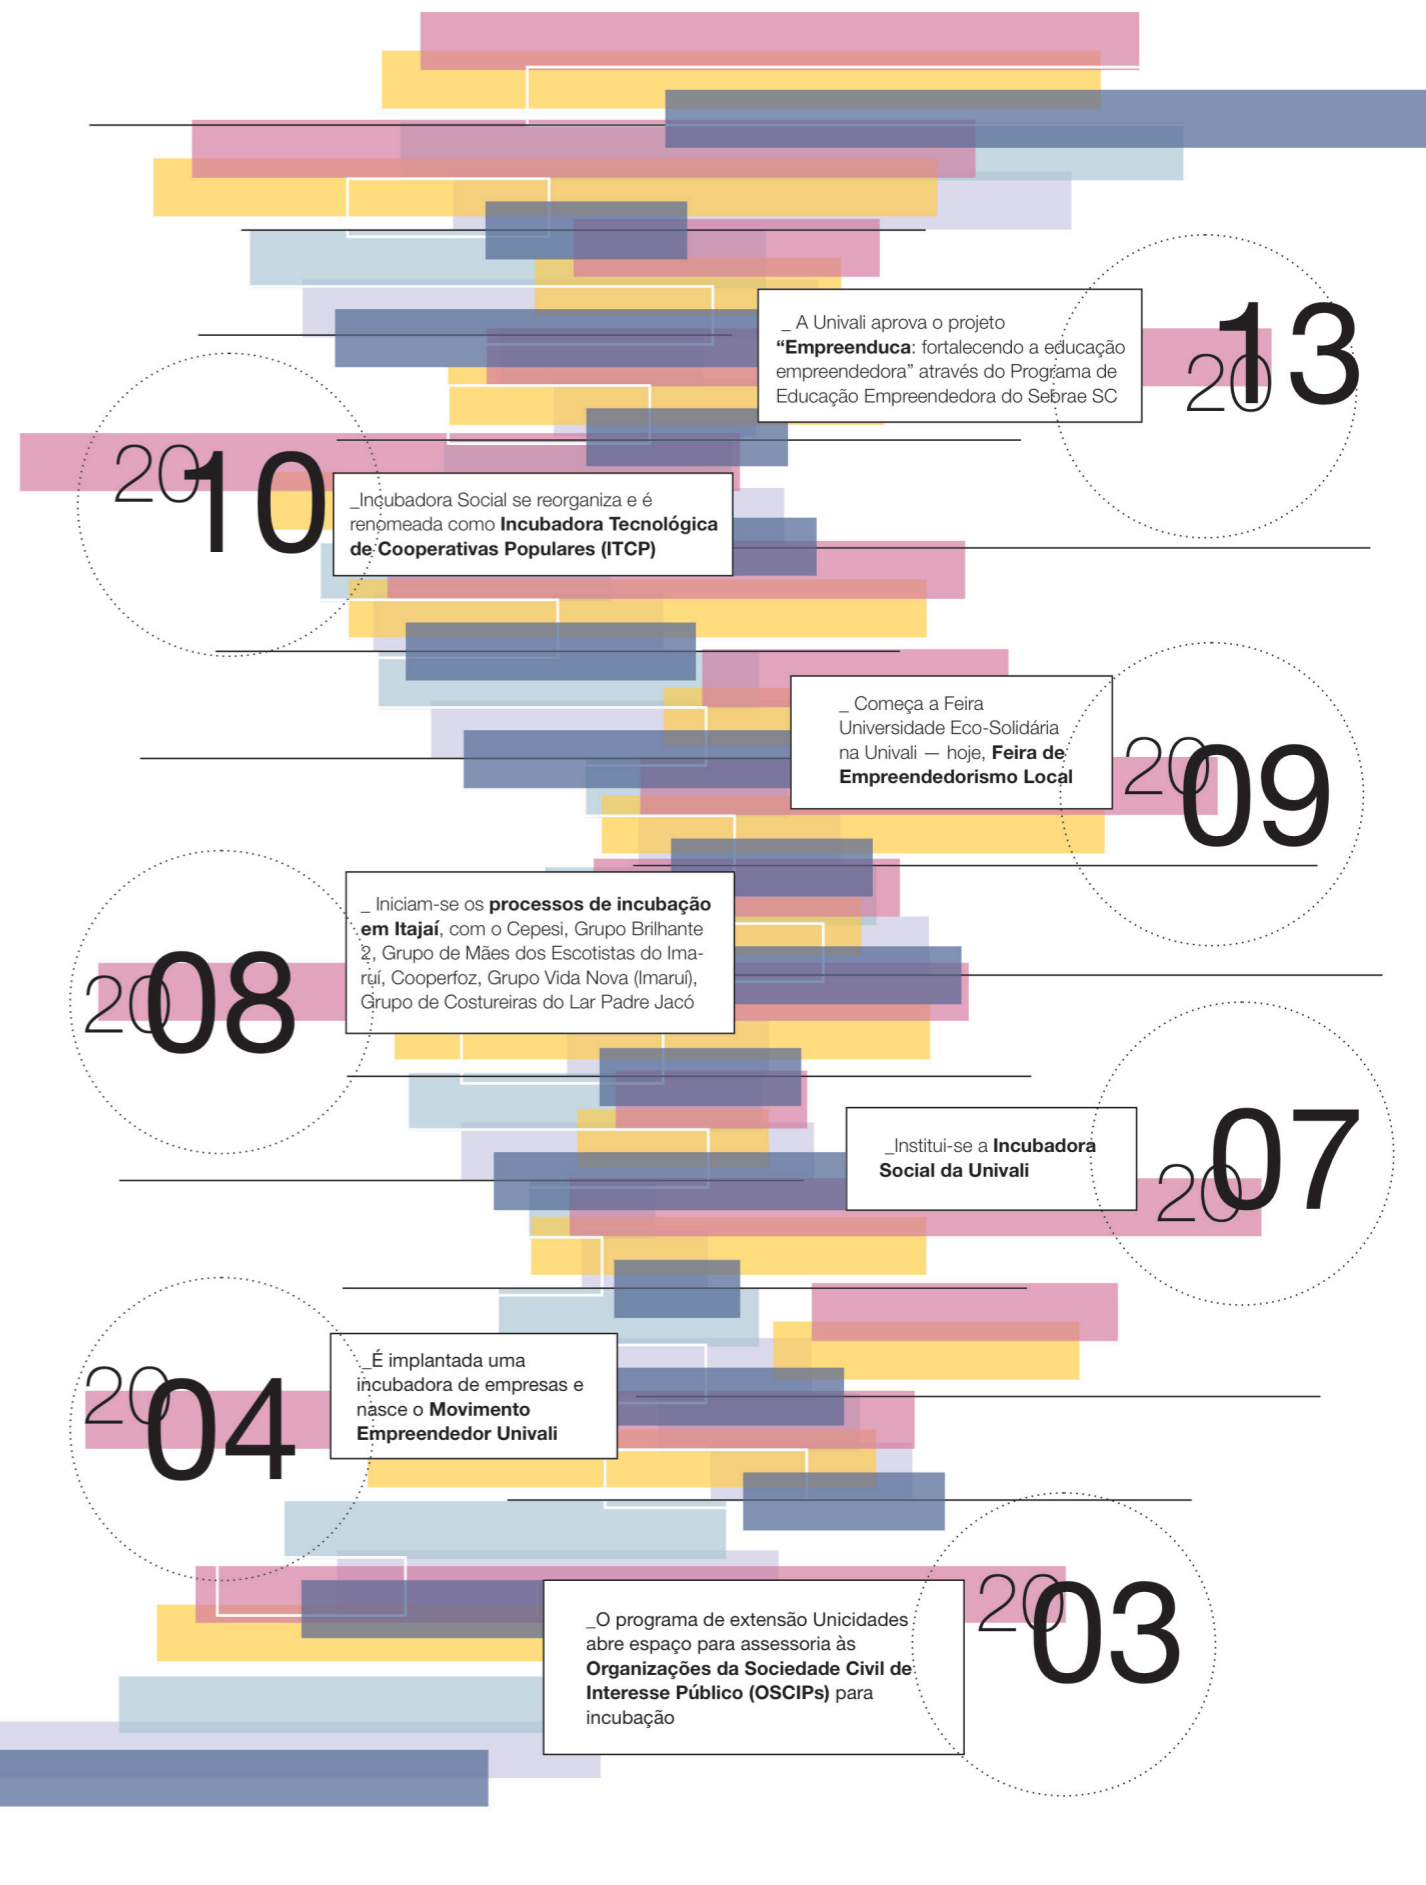 _ A Univali aprova o projeto
“Empreenduca: fortalecendo a educação
empreendedora” através do Programa de
Educação Empreendedora do Sebrae SC
2013
2010
_Incubadora Social se reorganiza e é
renomeada como Incubadora Tecnológica
de Cooperativas Populares (ITCP)
_ Começa a Feira
Universidade Eco-Solidária
na Univali — hoje, Feira de
Empreendedorismo Local
2009
_ Iniciam-se os processos de incubação
em Itajaí, com o Cepesi, Grupo Brilhante
2, Grupo de Mães dos Escotistas do Ima-
ruí, Cooperfoz, Grupo Vida Nova (Imaruí),
Grupo de Costureiras do Lar Padre Jacó
2008
_Institui-se a Incubadora
Social da Univali
2007
_É implantada uma
incubadora de empresas e
nasce o Movimento
Empreendedor Univali
2004
_O programa de extensão Unicidades
abre espaço para assessoria às
Organizações da Sociedade Civil de
Interesse Público (OSCIPs) para
incubação
2003